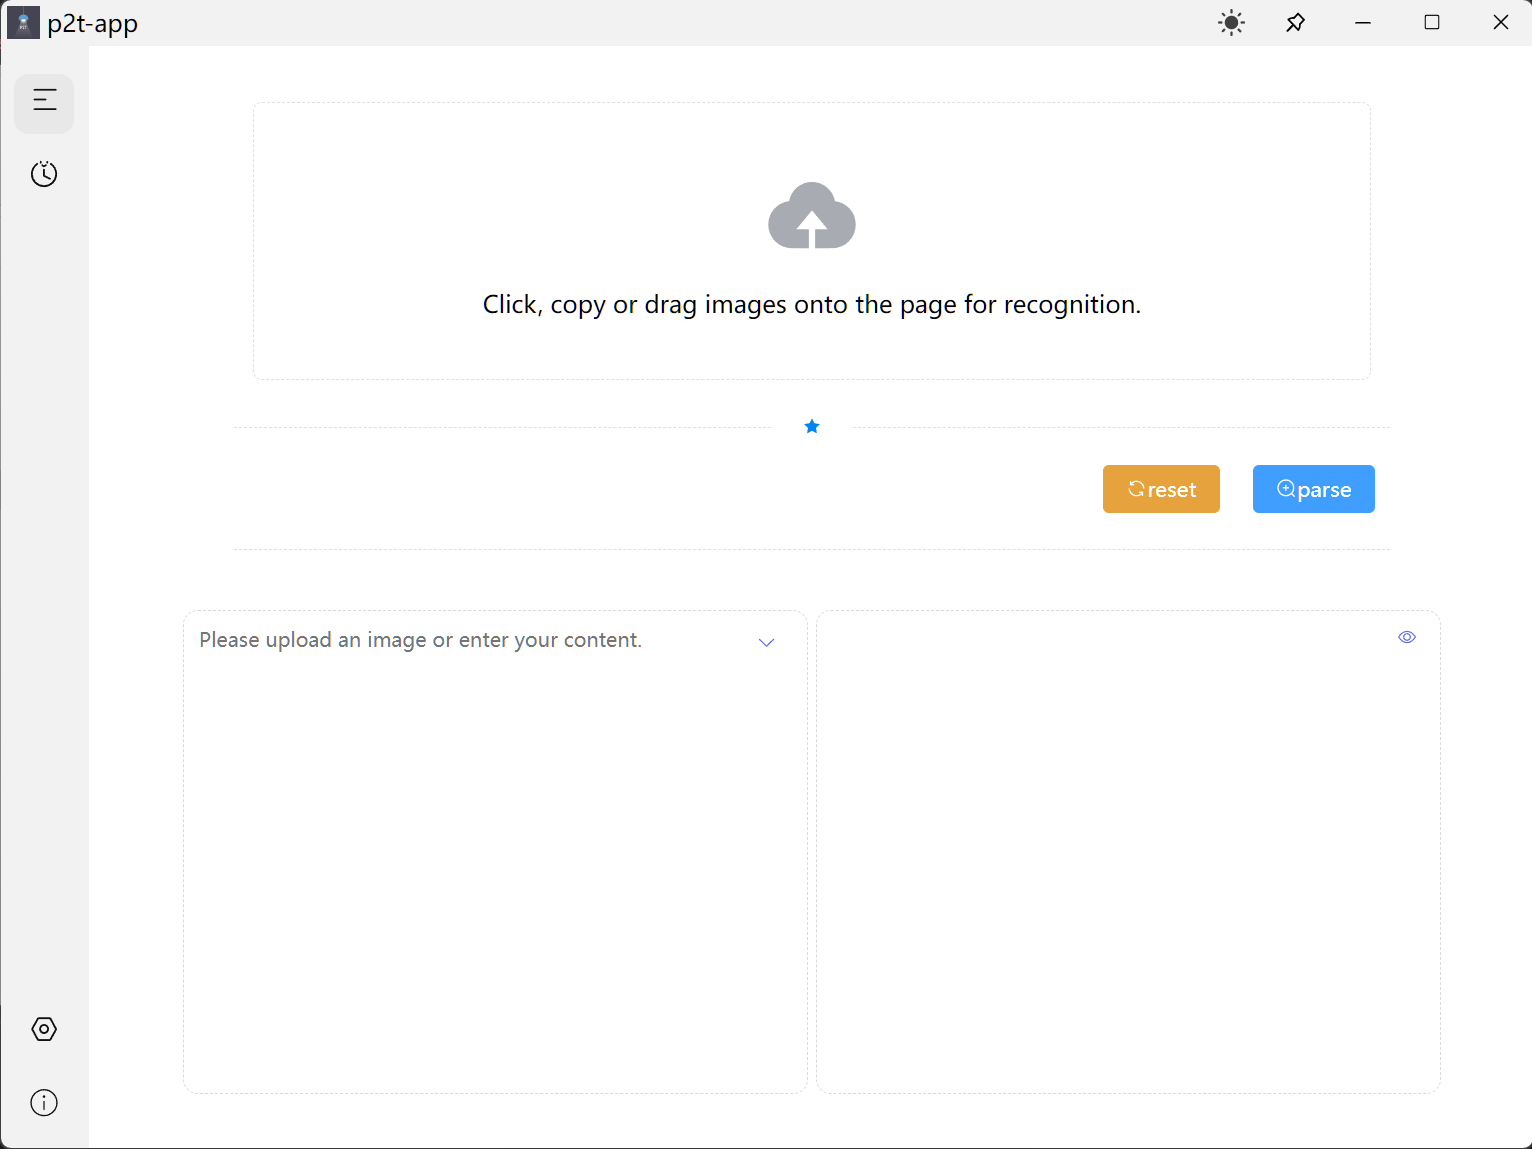 p2t-app
Click, copy or drag images onto the page for recognition.
reset
parse
Please upload an image or enter your content.